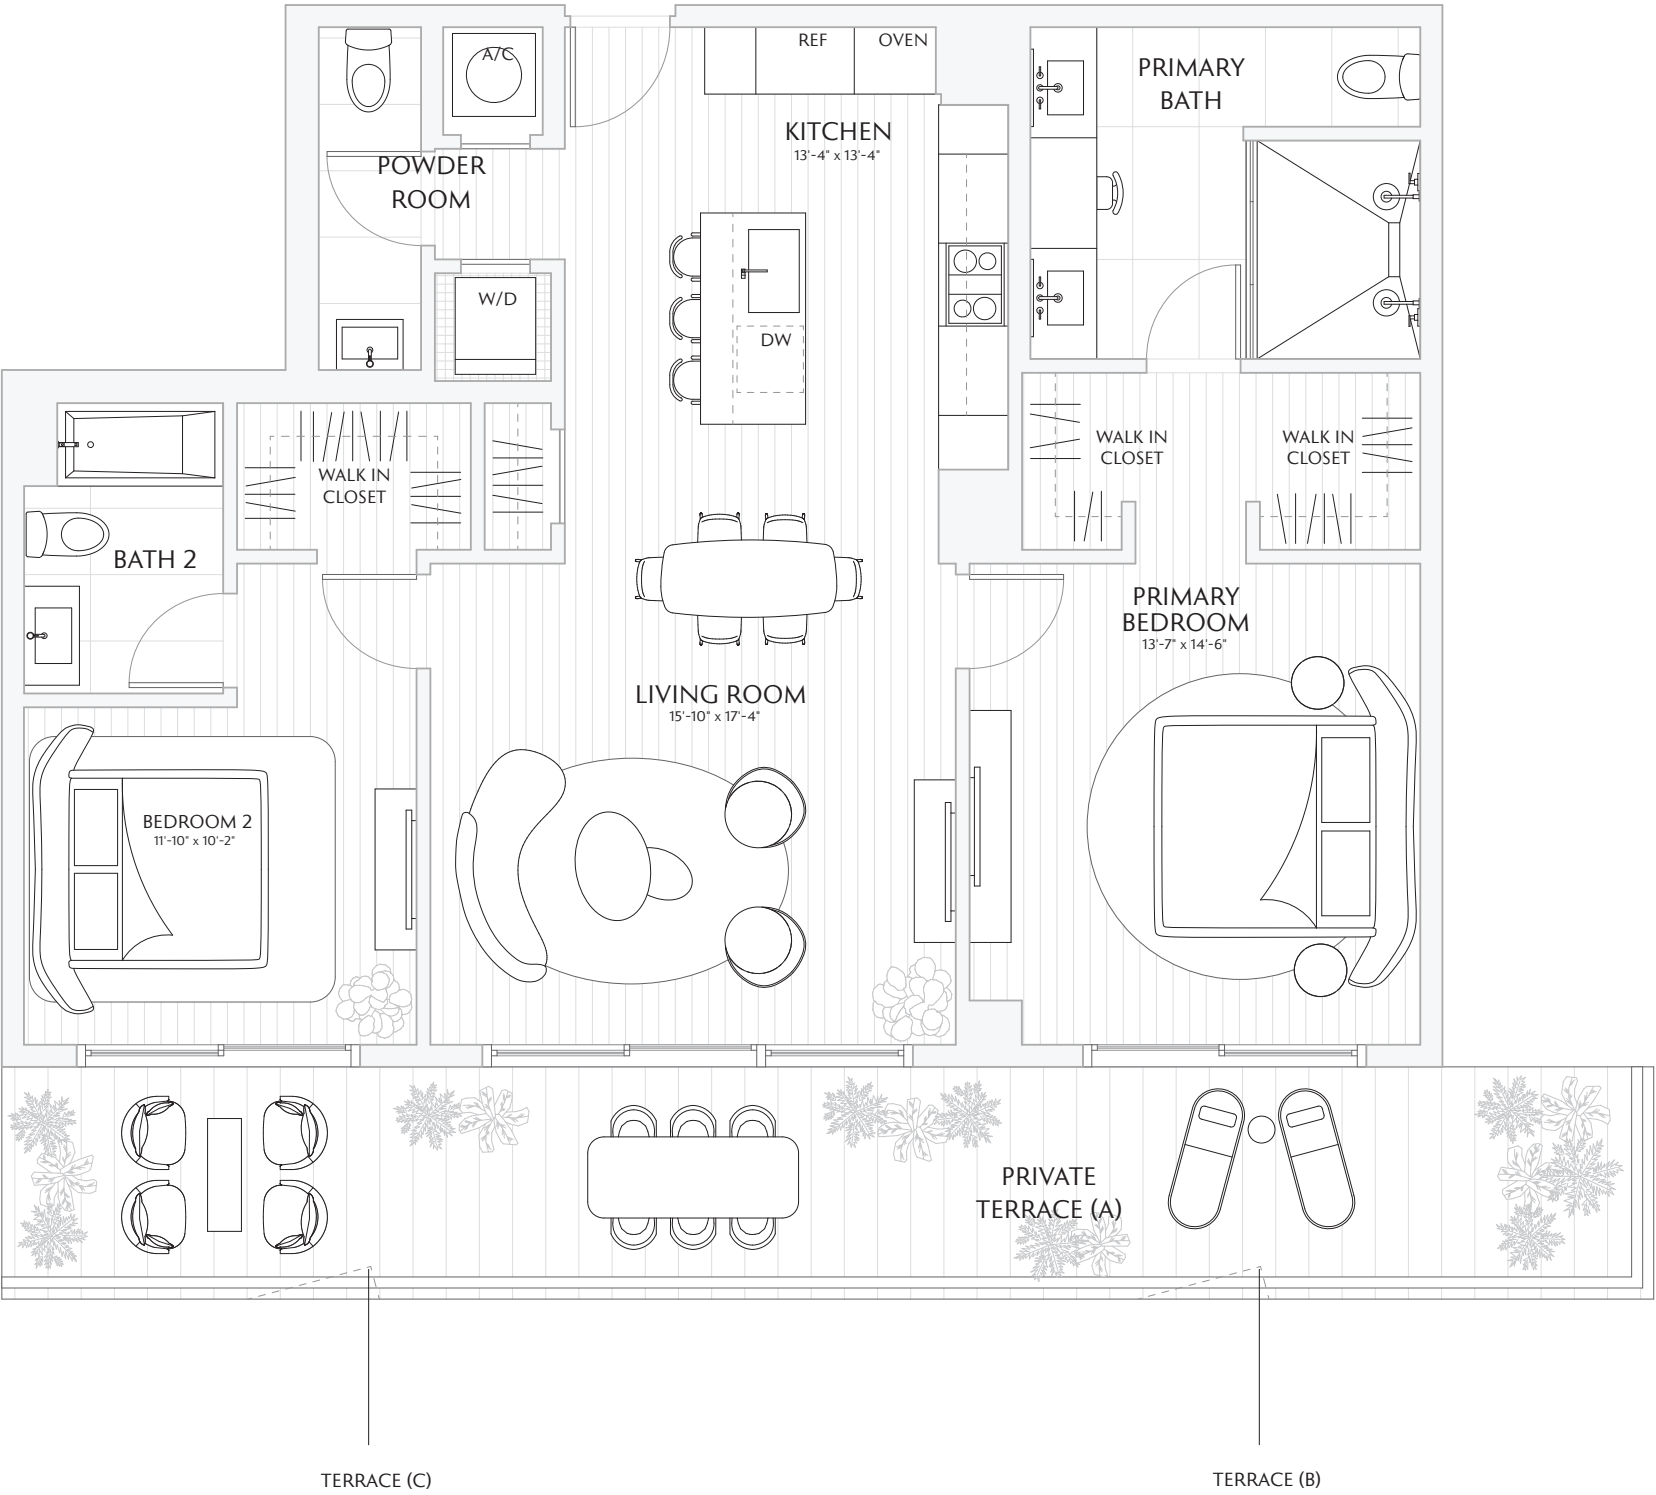 REF
OVEN
A/C
PRIMARY
BATH
KITCHEN
13'-4" x 13'-4"
POWDER
ROOM
W/D
DW
WALK IN
CLOSET
WALK IN
CLOSET
WALK IN
CLOSET
BATH 2
PRIMARY
BEDROOM
13'-7" x 14'-6"
LIVING ROOM
15'-10" x 17'-4"
BEDROOM 2
11'-10" x 10'-2"
PRIVATE
TERRACE (A)
TERRACE (C)
TERRACE (B)